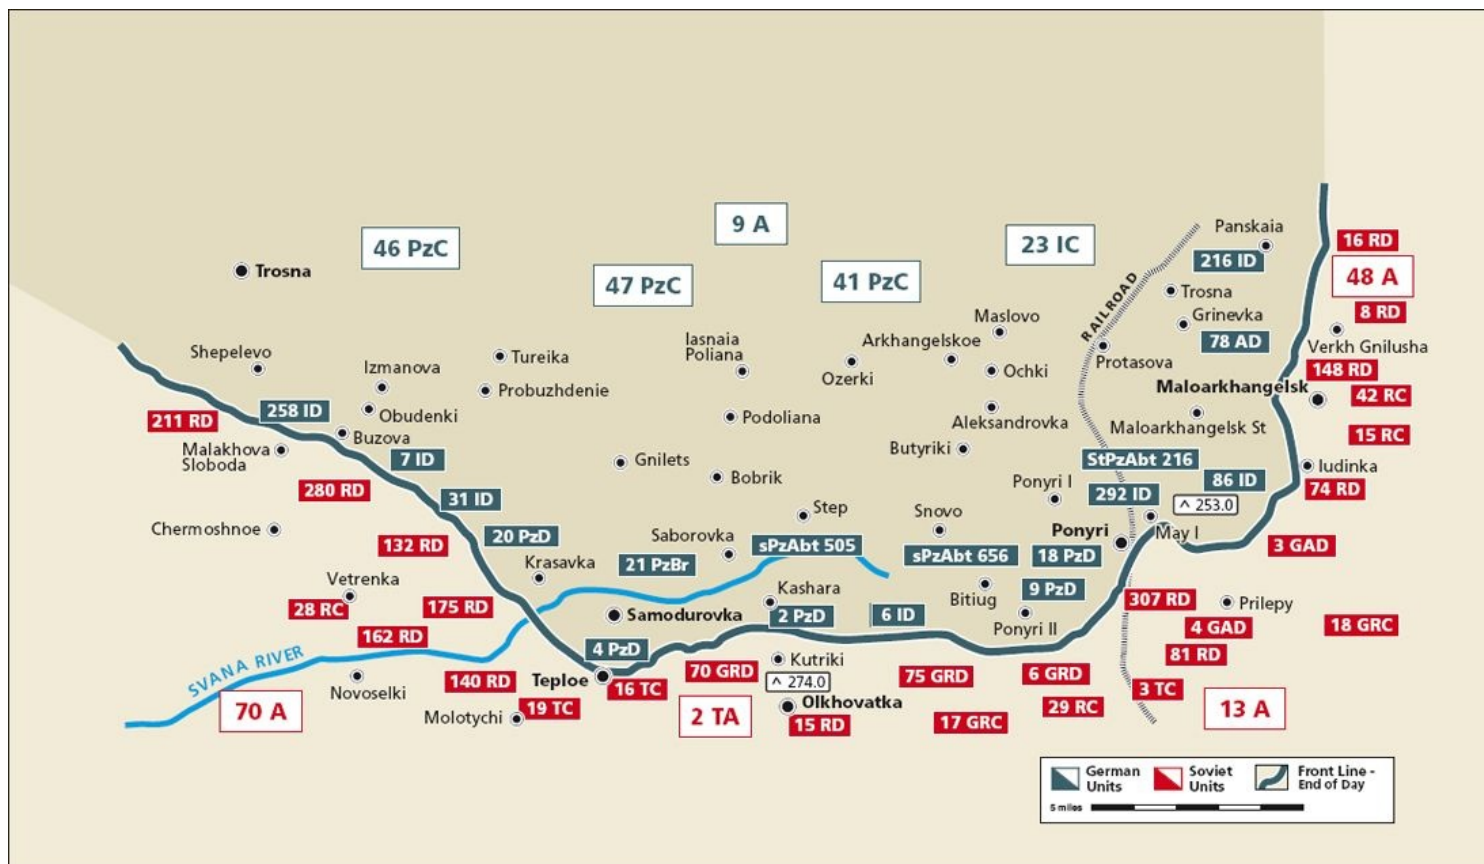 9 A
46 PzC
23 IC
47 PzC
41 PzC
Panskaia
216 ID
16 RD
48 A
Trosna
RAILROAD
Trosna
Grinevka
8 RD
78 AD
Verkh Gnilusha
Maslovo
Arkhangelskoe
Iasnaia
Poliana
Ozerki
Ochki
Protasova
148 RD
Maloarkhangelsk
42 RC
Shepelevo
Izmanova
Tureika
Probuzhdenie
211 RD
258 ID
Obudenki
Buzova
Podoliana
Aleksandrovka
Maloarkhangelsk St
15 RC
Malakhova
Sloboda
7 ID
Gnilets
Bobrik
Butyriki
StPzAbt 216
Iudinka
280 RD
31 ID
Ponyri I
292 ID
86 ID
74 RD
^ 253.0
Chermoshnoe
20 PzD
Step
Snovo
Ponyri
May I
132 RD
Krasavka
Saborovka
sPzAbt 505
sPzAbt 656
18 PzD
3 GAD
21 PzBr
Vetrenka
28 RC
175 RD
Kashara
Bitiug
9 PzD
307 RD
Prilepy
Samodurovka
2 PzD
6 ID
Ponyri II
4 GAD
18 GRC
162 RD
4 PzD
81 RD
SVANA RIVER
Novoselki
140 RD
Teploe
16 TC
70 GRD
Kutriki
^ 274.0
75 GRD
6 GRD
3 TC
70 A
Molotychi
19 TC
2 TA
Olkhovatka
15 RD
17 GRC
29 RC
13 A
German
Units
Soviet
Units
Front Line -
End of Day
5 miles